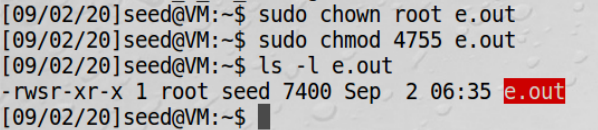 [09/02/20]seed@VM:~$ sudo chown root e.out
[09/02/20]seed@VM:~$ sudo chmod 4755 e.out
[09/02/20]seed@VM:~$ ls -l e.out
-rwsr-xr-x 1 root seed 7400 Sep  2 06:35 e.out
[09/02/20]seed@VM:~$